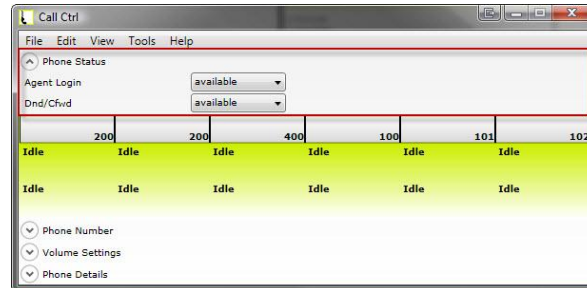 Call Ctrl
File Edit View Tools Help
Phone Status
Agent Login available
Dnd/Cfwd available
200 200 400 100 101 102
Idle Idle Idle Idle Idle Idle
Idle Idle Idle Idle Idle Idle
Phone Number
Volume Settings
Phone Details